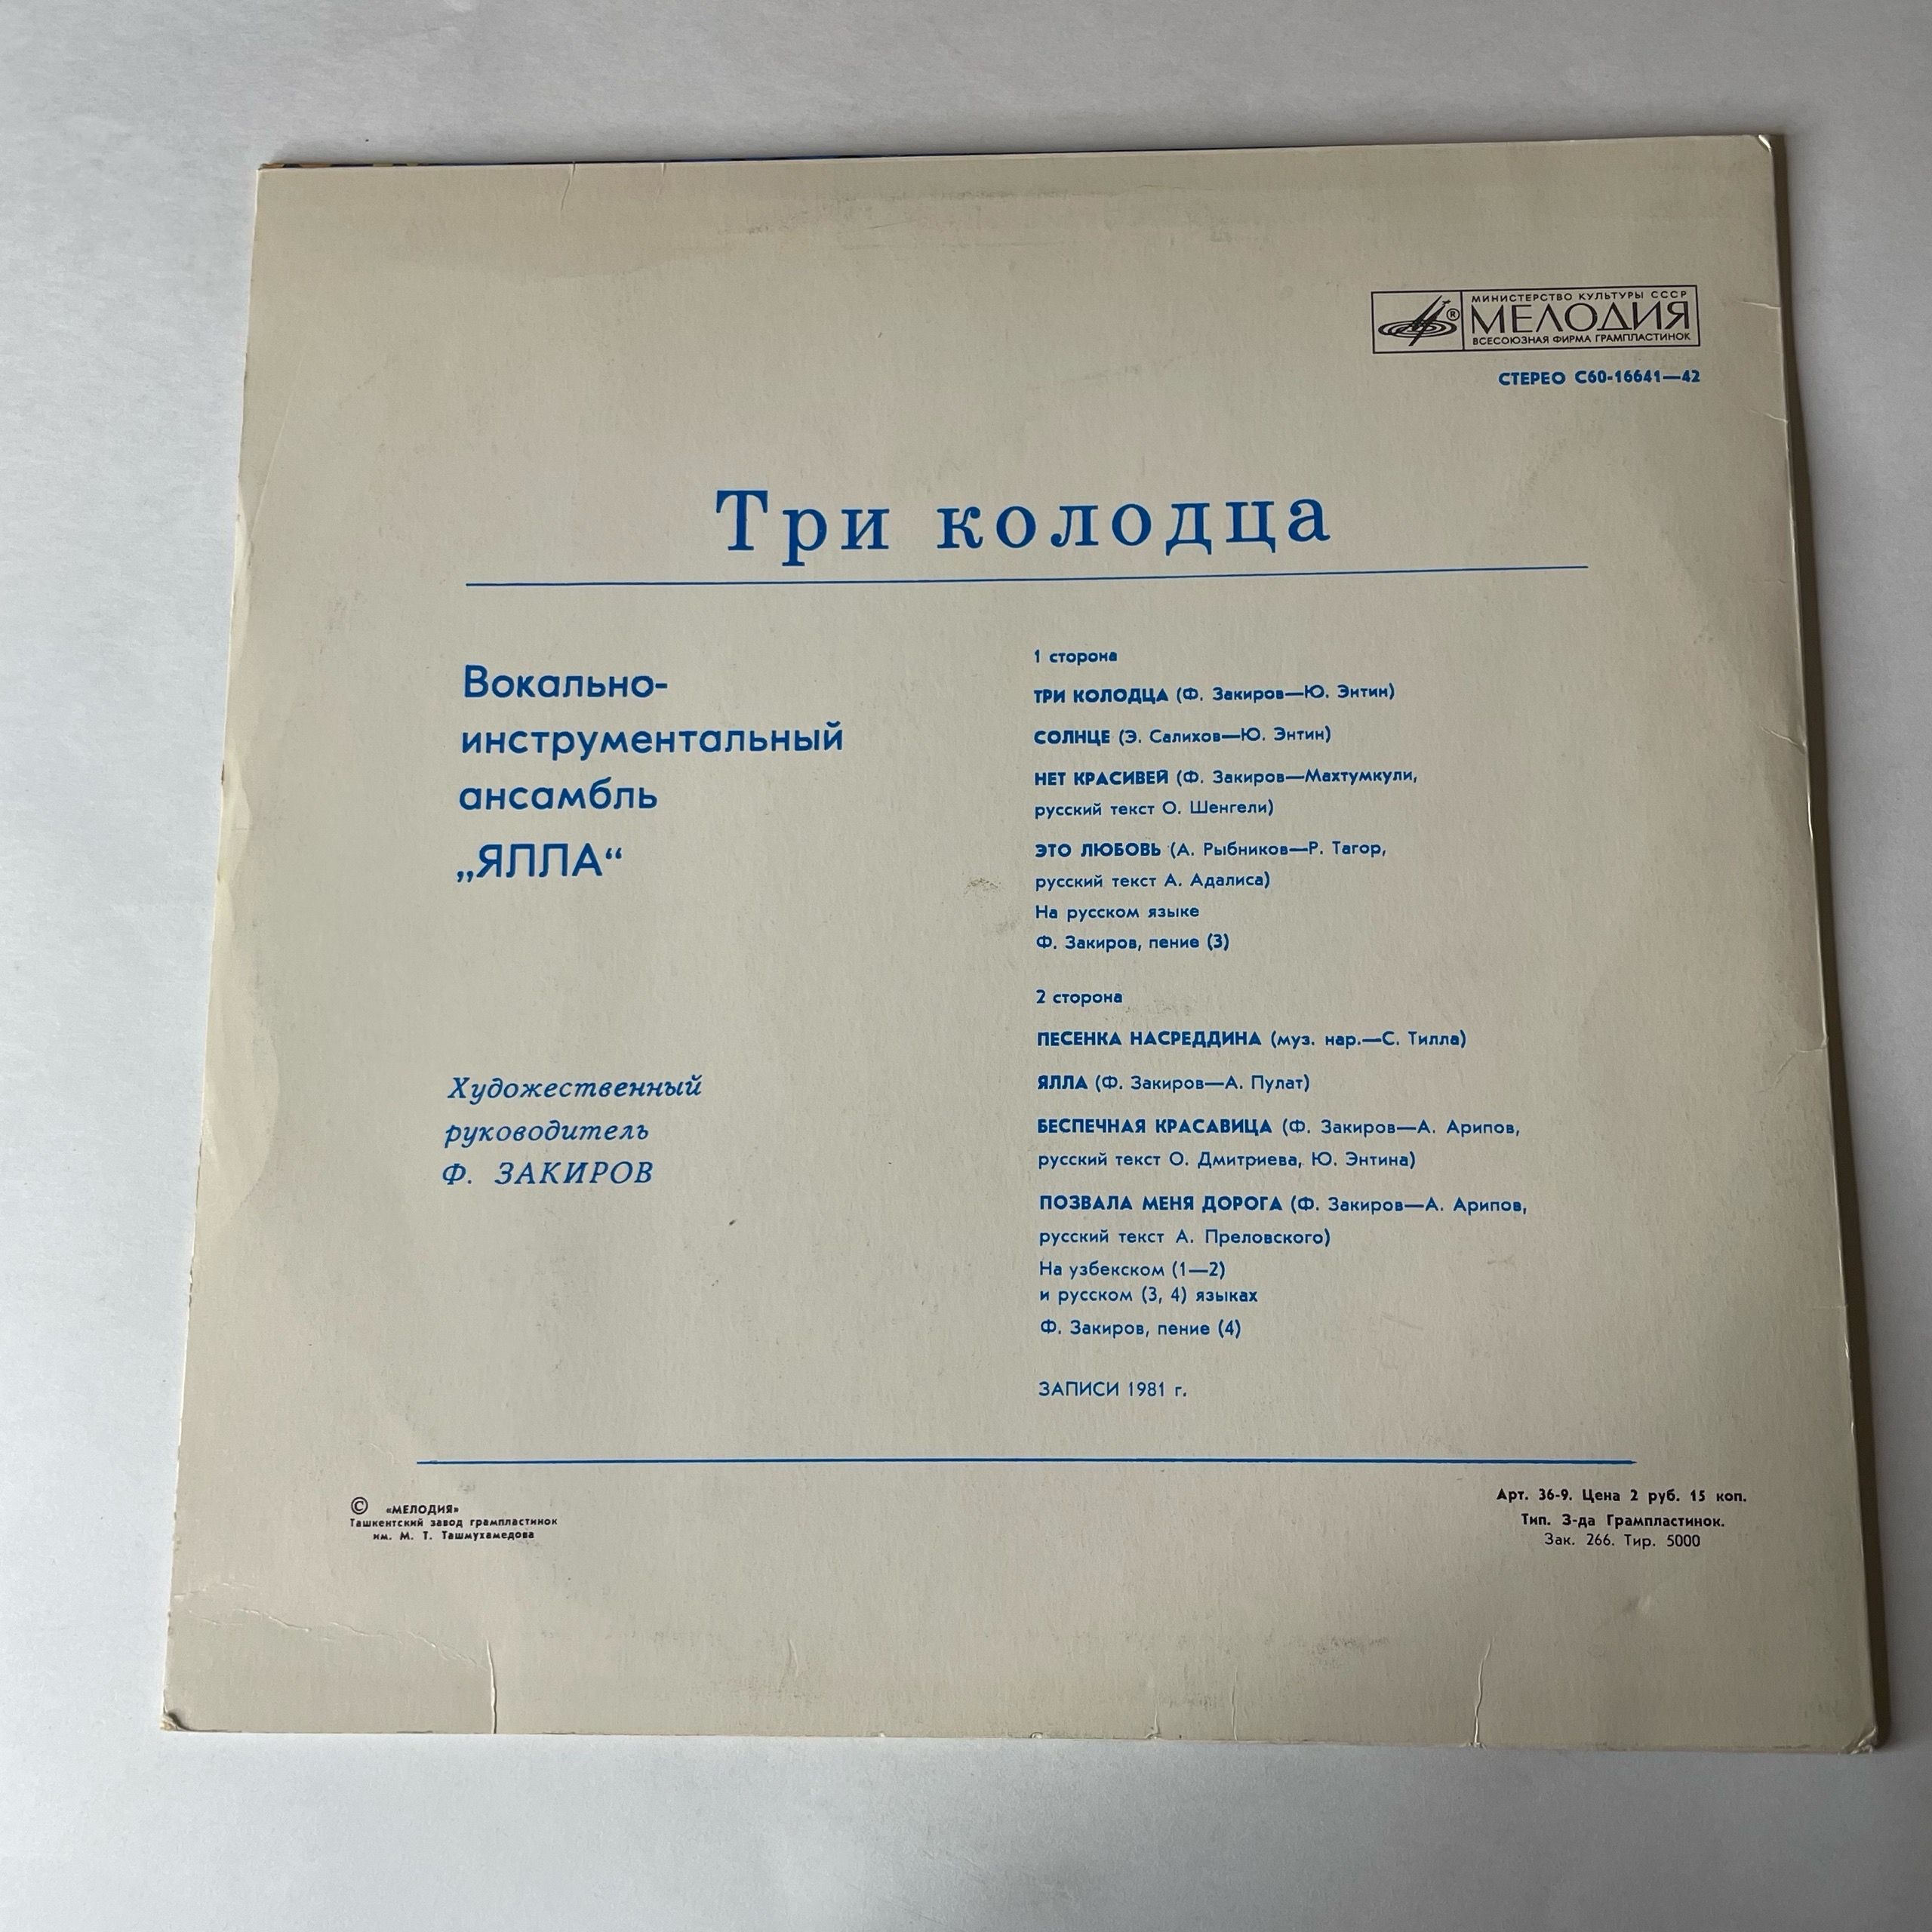 МИНИСТЕРСТВО КУЛЬТУРЫ СССР
МЕЛОДИЯ
ВСЕСОЮЗНАЯ ФИРМА ГРАМПЛАСТИНОК
СТЕРЕО С60-16641—42
Три колодца
Вокально-
инструментальный
ансамбль
„ЯЛЛА“
Художественный
руководитель
Ф. ЗАКИРОВ
1 сторона
ТРИ КОЛОДЦА (Ф. Закиров—Ю. Энтин)
СОЛНЦЕ (Э. Салихов—Ю. Энтин)
НЕТ КРАСИВЕЙ (Ф. Закиров—Махтумкули,
русский текст О. Шенгели)
ЭТО ЛЮБОВЬ (А. Рыбников—Р. Тагор,
русский текст А. Адалиса)
На русском языке
Ф. Закиров, пение (3)
2 сторона
ПЕСЕНКА НАСРЕДДИНА (муз. нар.—С. Тилла)
ЯЛЛА (Ф. Закиров—А. Пулат)
БЕСПЕЧНАЯ КРАСАВИЦА (Ф. Закиров—А. Арипов,
русский текст О. Дмитриева, Ю. Энтина)
ПОЗВАЛА МЕНЯ ДОРОГА (Ф. Закиров—А. Арипов,
русский текст А. Преловского)
На узбекском (1—2)
и русском (3, 4) языках
Ф. Закиров, пение (4)
ЗАПИСИ 1981 г.
© «МЕЛОДИЯ»
Ташкентский завод грампластинок
им. М. Т. Ташмухамедова
Арт. 36-9. Цена 2 руб. 15 коп.
Тип. З-да Грампластинок.
Зак. 266. Тир. 5000